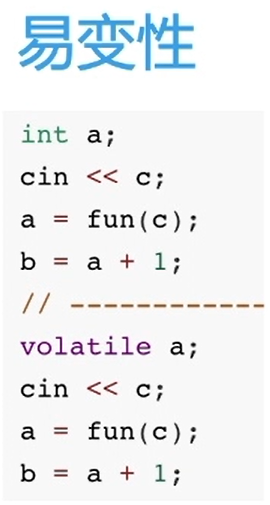 易变性
int a;
cin << c;
a = fun(c);
b = a + 1;
// ------------
volatile a;
cin << c;
a = fun(c);
b = a + 1;